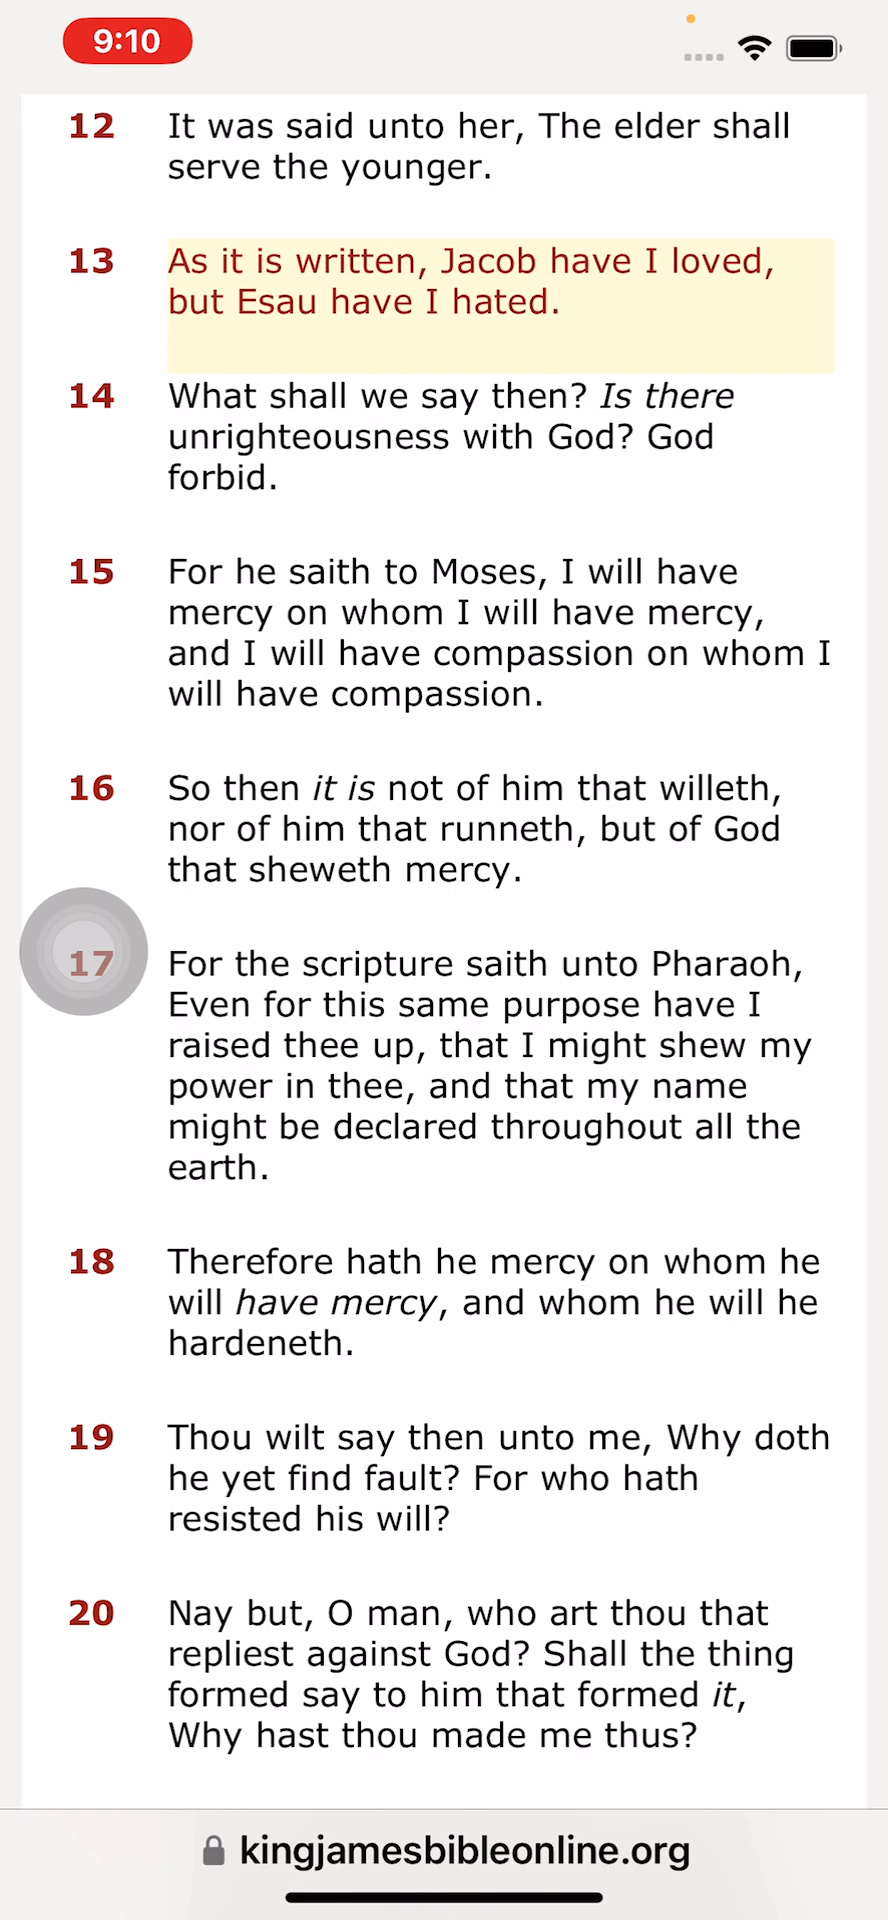 9:10
12 It was said unto her, The elder shall
serve the younger.
13 As it is written, Jacob have I loved,
but Esau have I hated.
14 What shall we say then? Is there
unrighteousness with God? God
forbid.
15 For he saith to Moses, I will have
mercy on whom I will have mercy,
and I will have compassion on whom I
will have compassion.
16 So then it is not of him that willeth,
nor of him that runneth, but of God
that sheweth mercy.
17 For the scripture saith unto Pharaoh,
Even for this same purpose have I
raised thee up, that I might shew my
power in thee, and that my name
might be declared throughout all the
earth.
18 Therefore hath he mercy on whom he
will have mercy, and whom he will he
hardeneth.
19 Thou wilt say then unto me, Why doth
he yet find fault? For who hath
resisted his will?
20 Nay but, O man, who art thou that
repliest against God? Shall the thing
formed say to him that formed it,
Why hast thou made me thus?
kingjamesbibleonline.org